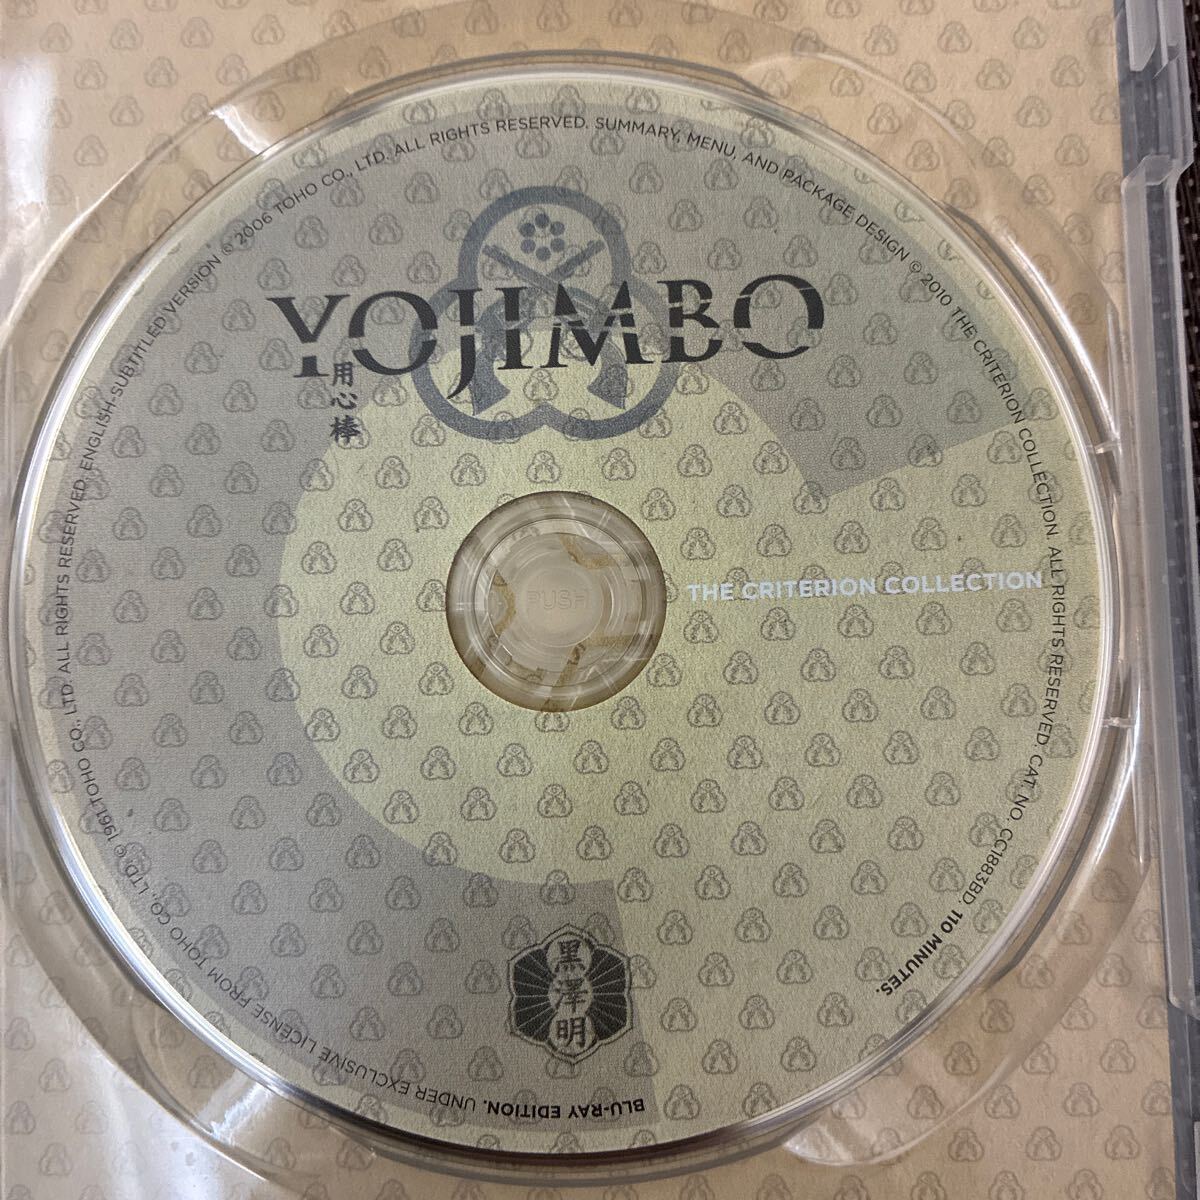 YOJIMBO
用心棒
THE CRITERION COLLECTION
PUSH
黒澤明
BLU-RAY EDITION. UNDER EXCLUSIVE LICENSE FROM TOHO CO., LTD. © 1961 TOHO CO., LTD. ALL RIGHTS RESERVED. ENGLISH-SUBTITLED VERSION © 2006 TOHO CO., LTD. ALL RIGHTS RESERVED. SUMMARY, MENU, AND PACKAGE DESIGN © 2010 THE CRITERION COLLECTION. ALL RIGHTS RESERVED. CAT. NO. CC1883BD. 110 MINUTES.